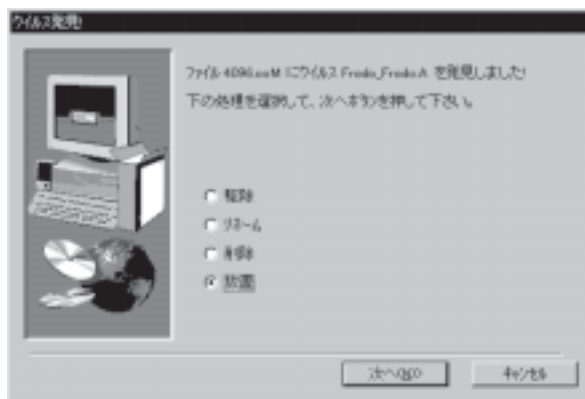 ウイルス発見!
ファイル 4096.coM にウイルス Frodo_Frodo.A を発見しました!
下の処理を選択して、次へボタンを押して下さい。
駆除
リネーム
削除
放置
次へ(N)>
キャンセル